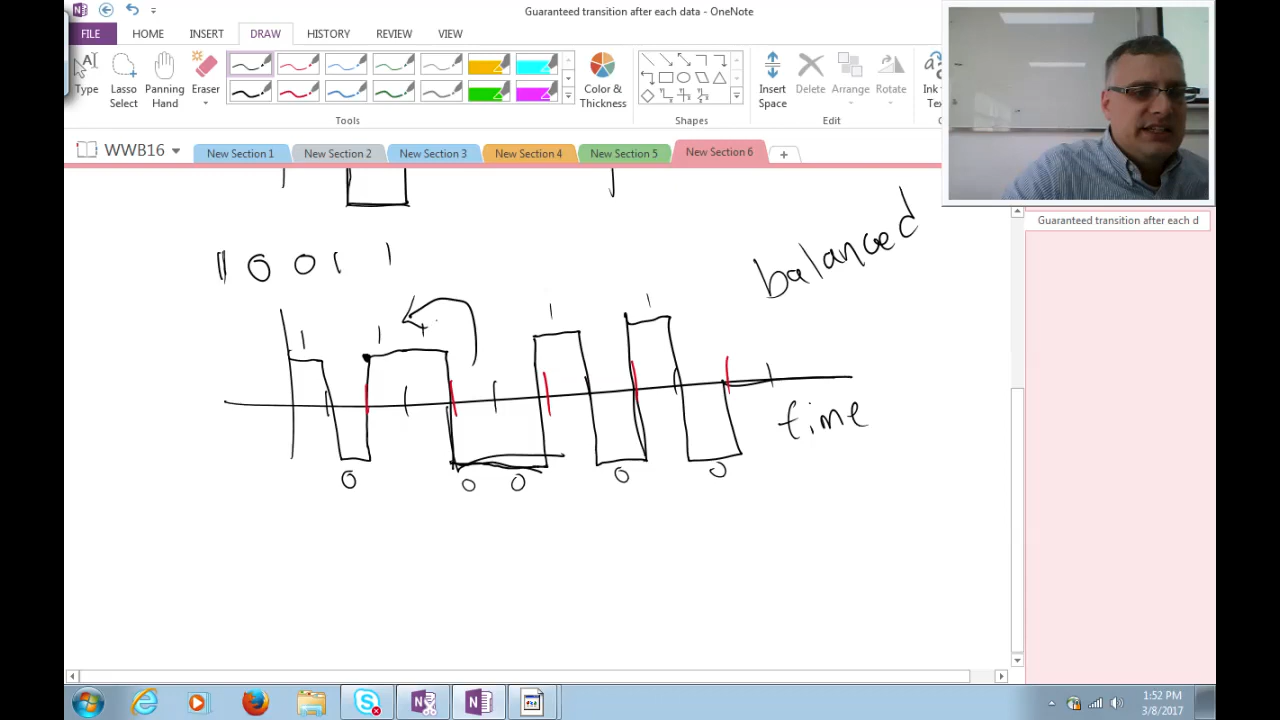 Guaranteed transition after each data - OneNote
FILE HOME INSERT DRAW HISTORY REVIEW VIEW
Type
Lasso Select
Panning Hand
Eraser
Color & Thickness
Insert Space
Delete
Arrange
Rotate
Ink to
Tools
Shapes
Edit
WWB16
New Section 1
New Section 2
New Section 3
New Section 4
New Section 5
New Section 6
Guaranteed transition after each d
balanced
0 0 1 1
1 1 + 1 1
time
0 0 0 0 0
1:52 PM
3/8/2017